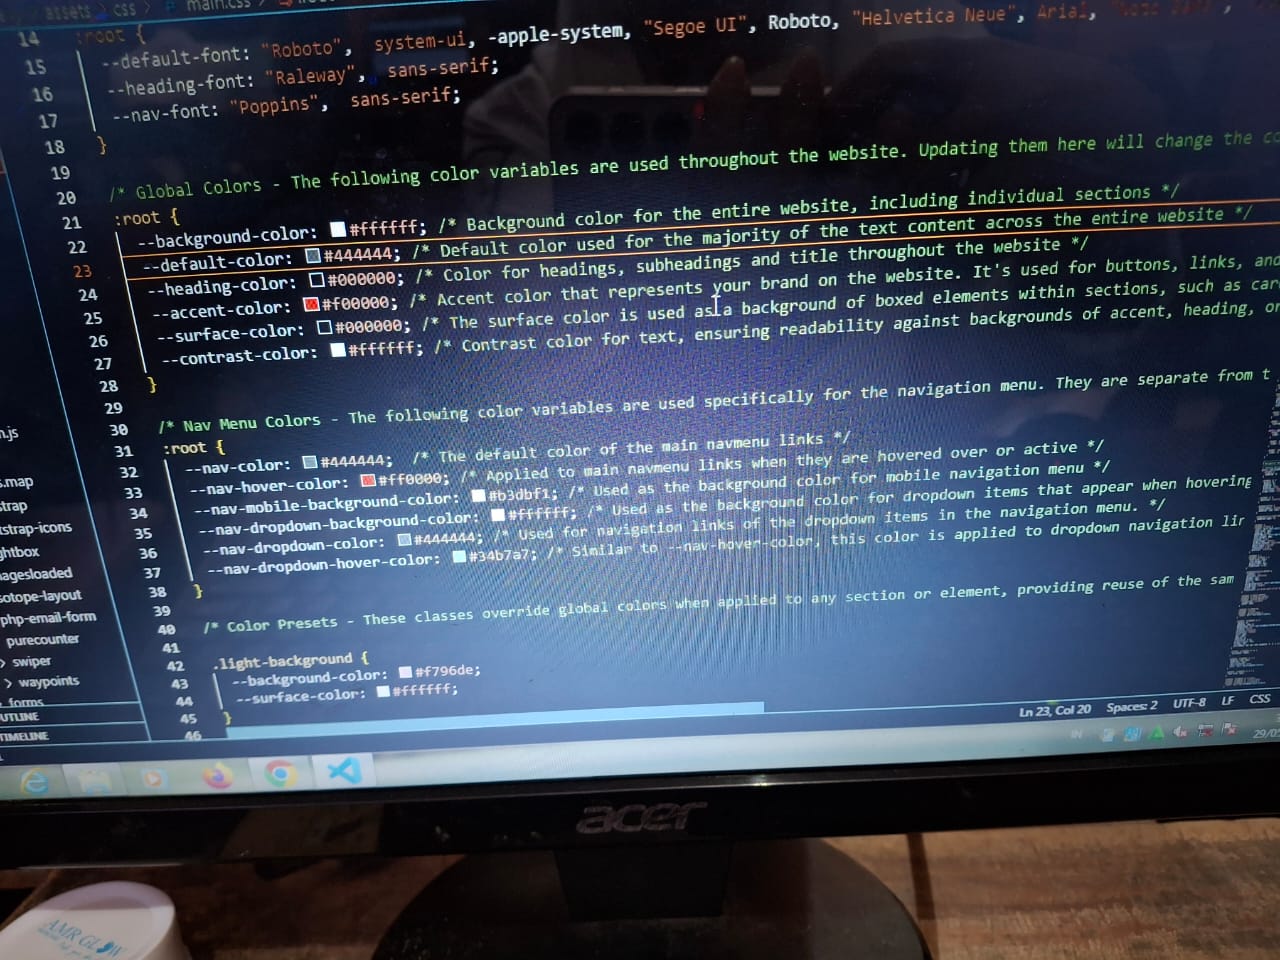 assets > css > # main.css >
14 :root {
15 --default-font: "Roboto", system-ui, -apple-system, "Segoe UI", Roboto, "Helvetica Neue", Arial,
16 --heading-font: "Raleway", sans-serif;
17 --nav-font: "Poppins", sans-serif;
18 }
19
20 /* Global Colors - The following color variables are used throughout the website. Updating them here will change the
21 :root {
22 --background-color: #ffffff; /* Background color for the entire website, including individual sections */
23 --default-color: #444444; /* Default color used for the majority of the text content across the entire website */
24 --heading-color: #000000; /* Color for headings, subheadings and title throughout the website */
25 --accent-color: #f00000; /* Accent color that represents your brand on the website. It's used for buttons, links, and
26 --surface-color: #000000; /* The surface color is used as a background of boxed elements within sections, such as car
27 --contrast-color: #ffffff; /* Contrast color for text, ensuring readability against backgrounds of accent, heading, or
28 }
29
30 /* Nav Menu Colors - The following color variables are used specifically for the navigation menu. They are separate from t
31 :root {
32 --nav-color: #444444; /* The default color of the main navmenu links */
33 --nav-hover-color: #ff0000; /* Applied to main navmenu links when they are hovered over or active */
34 --nav-mobile-background-color: #b3dbf1; /* Used as the background color for mobile navigation menu */
35 --nav-dropdown-background-color: #ffffff; /* Used as the background color for dropdown items that appear when hovering
36 --nav-dropdown-color: #444444; /* Used for navigation links of the dropdown items in the navigation menu. */
37 --nav-dropdown-hover-color: #34b7a7; /* Similar to --nav-hover-color, this color is applied to dropdown navigation lin
38 }
39
40 /* Color Presets - These classes override global colors when applied to any section or element, providing reuse of the sam
41
42 .light-background {
43 --background-color: #f796de;
44 --surface-color: #ffffff;
45 }
46
n.js
s.map
strap
tstrap-icons
ghtbox
agesloaded
sotope-layout
php-email-form
purecounter
> swiper
> waypoints
forms
UTLINE
TIMELINE
Ln 23, Col 20 Spaces: 2 UTF-8 LF CSS
IN
29/05
acer
AMR GLOW